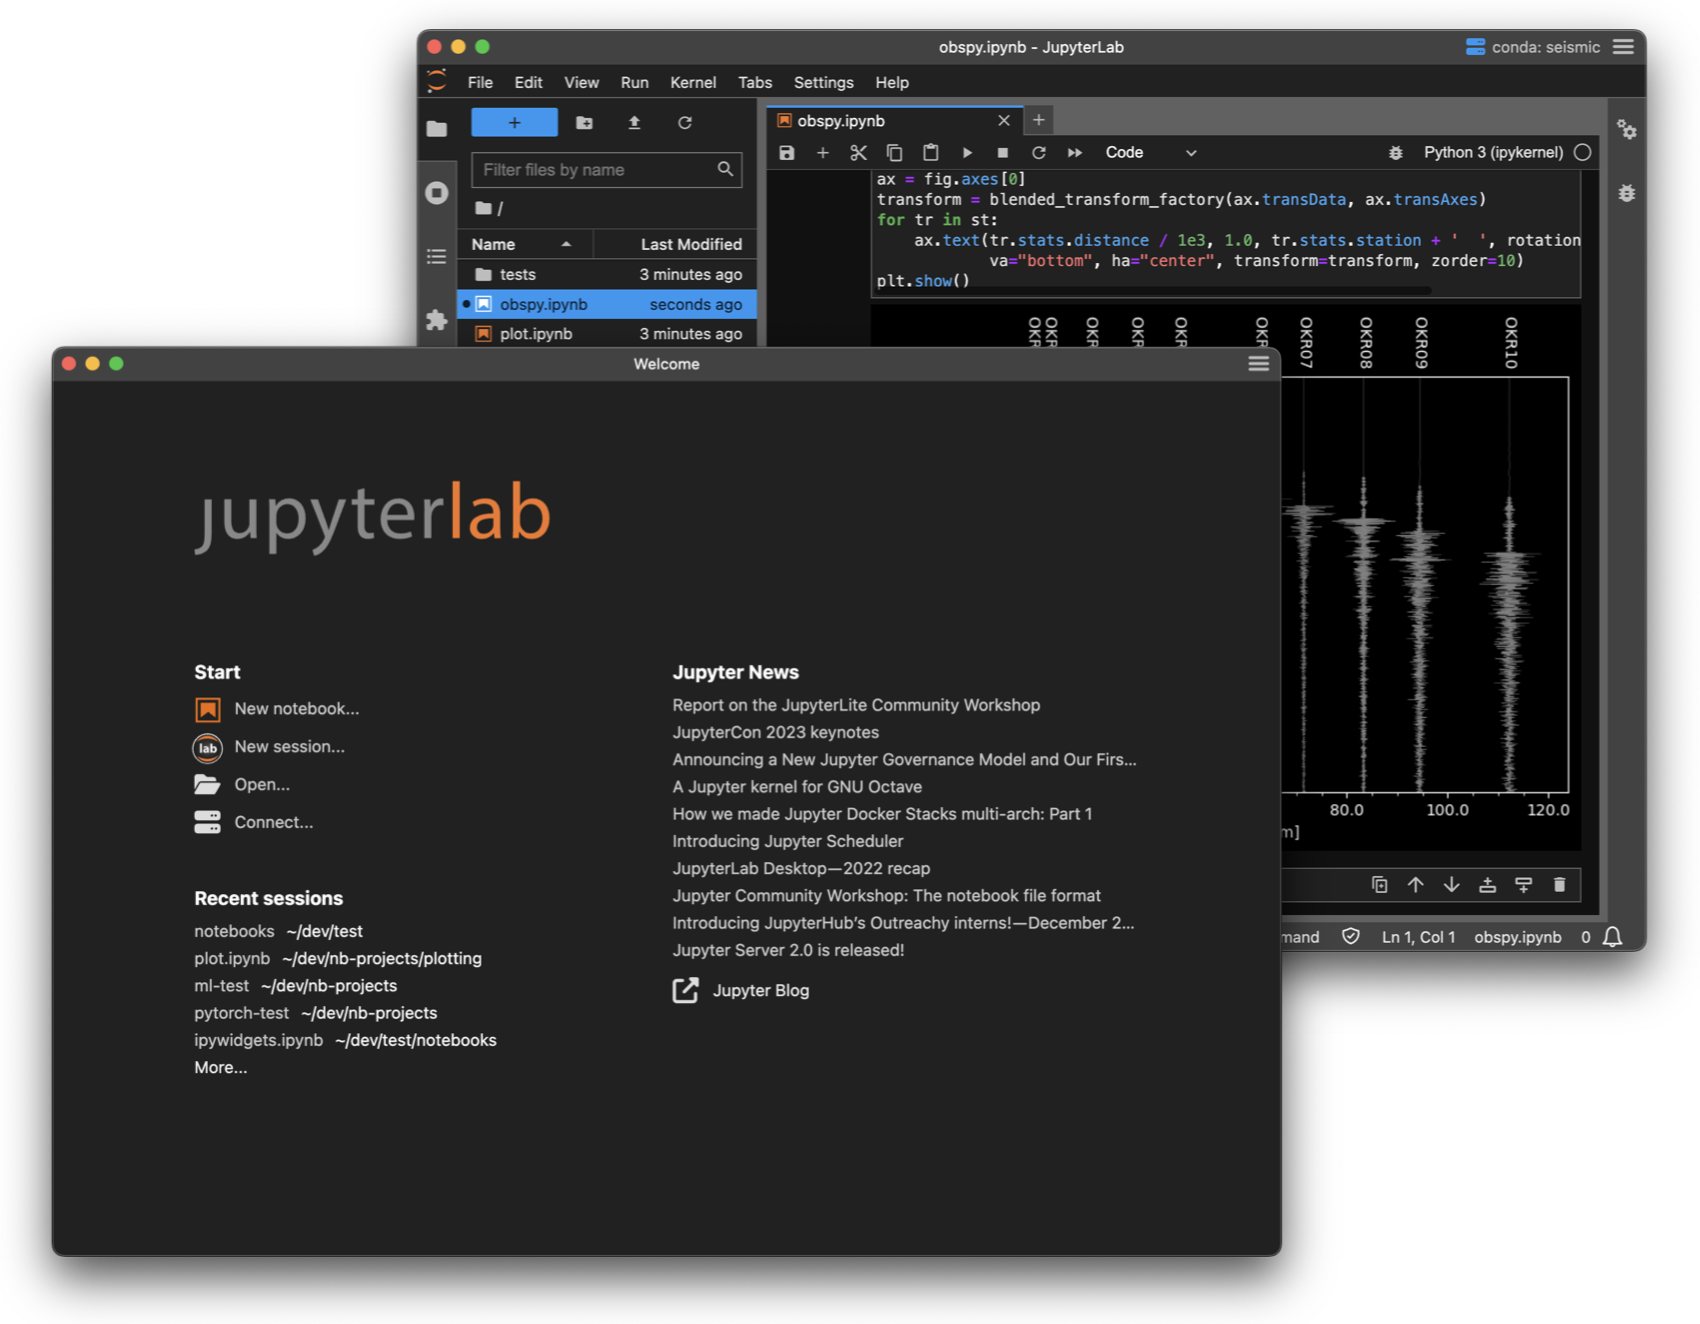 obspy.ipynb - JupyterLab
conda: seismic
File Edit View Run Kernel Tabs Settings Help
+
obspy.ipynb
+
Code
Python 3 (ipykernel)
Filter files by name
/
Name Last Modified
tests 3 minutes ago
obspy.ipynb seconds ago
plot.ipynb 3 minutes ago
ax = fig.axes[0]
transform = blended_transform_factory(ax.transData, ax.transAxes)
for tr in st:
ax.text(tr.stats.distance / 1e3, 1.0, tr.stats.station + '  ', rotation
va="bottom", ha="center", transform=transform, zorder=10)
plt.show()
OKR OKR OKR OKR OKR OKR OKR07 OKR08 OKR09 OKR10
80.0 100.0 120.0
m]
mand
Ln 1, Col 1
obspy.ipynb
0
Welcome
jupyterlab
Start
New notebook...
lab
New session...
Open...
Connect...
Recent sessions
notebooks ~/dev/test
plot.ipynb ~/dev/nb-projects/plotting
ml-test ~/dev/nb-projects
pytorch-test ~/dev/nb-projects
ipywidgets.ipynb ~/dev/test/notebooks
More...
Jupyter News
Report on the JupyterLite Community Workshop
JupyterCon 2023 keynotes
Announcing a New Jupyter Governance Model and Our Firs...
A Jupyter kernel for GNU Octave
How we made Jupyter Docker Stacks multi-arch: Part 1
Introducing Jupyter Scheduler
JupyterLab Desktop—2022 recap
Jupyter Community Workshop: The notebook file format
Introducing JupyterHub’s Outreachy interns!—December 2...
Jupyter Server 2.0 is released!
Jupyter Blog